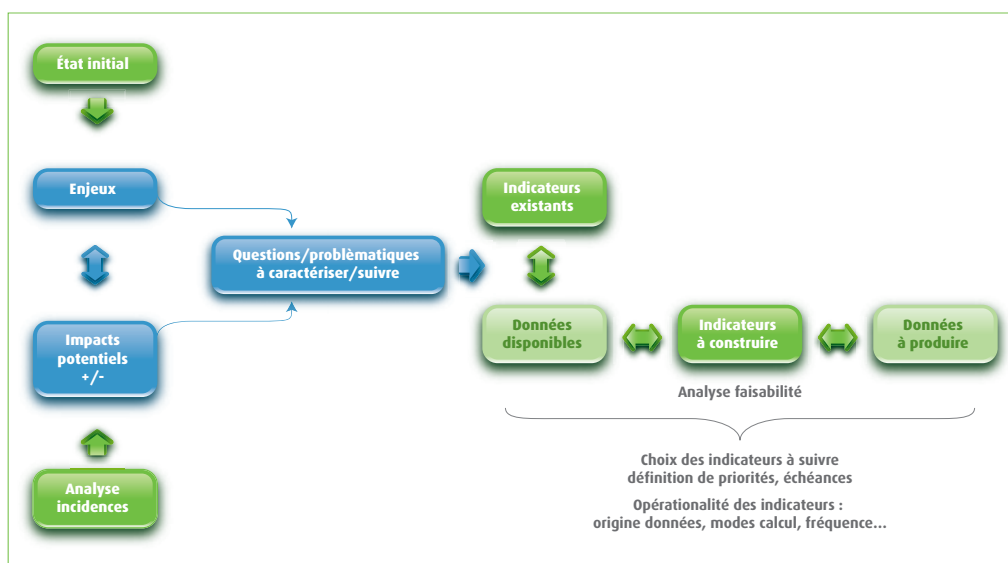 État initial
Enjeux
Questions/problèmatiques
à caractériser/suivre
Impacts
potentiels
+/-
Analyse
incidences
Indicateurs
existants
Données
disponibles
Indicateurs
à construire
Données
à produire
Analyse faisabilité
Choix des indicateurs à suivre
définition de priorités, échéances
Opérationalité des indicateurs :
origine données, modes calcul, fréquence...